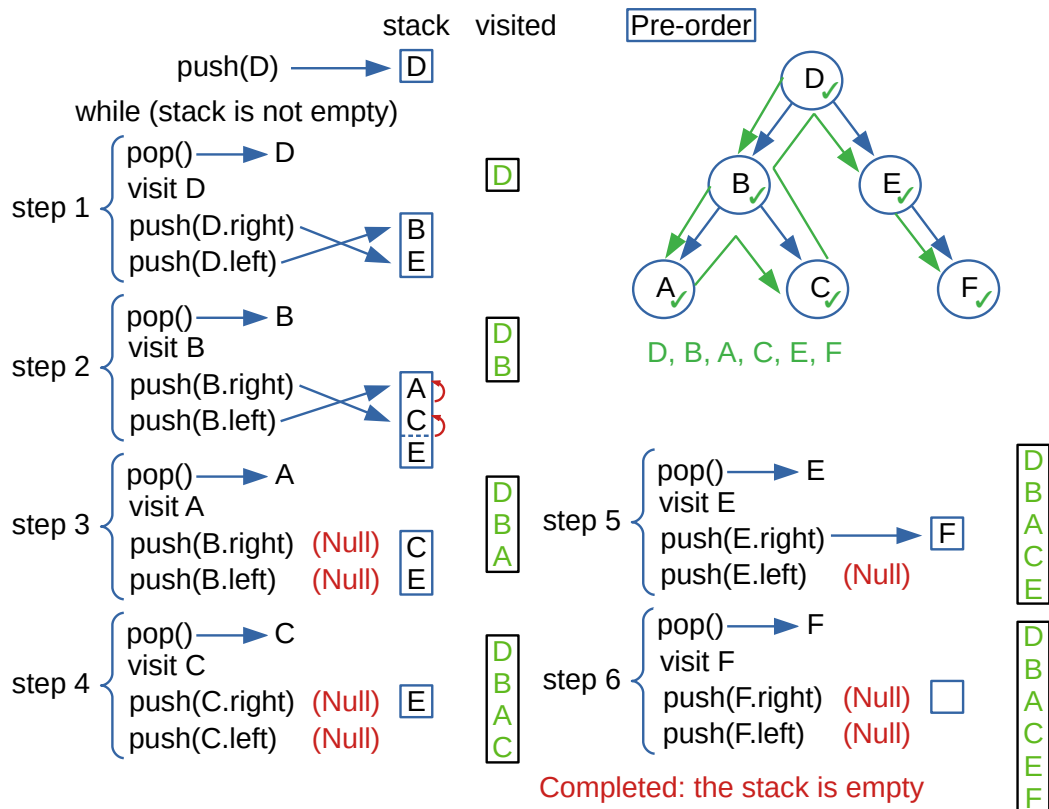 stack visited Pre-order
push(D) D
while (stack is not empty)
step 1
pop() D
visit D
push(D.right) B
push(D.left) E
D
step 2
pop() B
visit B
push(B.right) A
push(B.left) C
E
D
B
step 3
pop() A
visit A
push(B.right) (Null) C
push(B.left) (Null) E
D
B
A
step 4
pop() C
visit C
push(C.right) (Null) E
push(C.left) (Null)
D
B
A
C
D
B
E
A
C
F
D, B, A, C, E, F
step 5
pop() E
visit E
push(E.right) F
push(E.left) (Null)
D
B
A
C
E
step 6
pop() F
visit F
push(F.right) (Null)
push(F.left) (Null)
D
B
A
C
E
F
Completed: the stack is empty